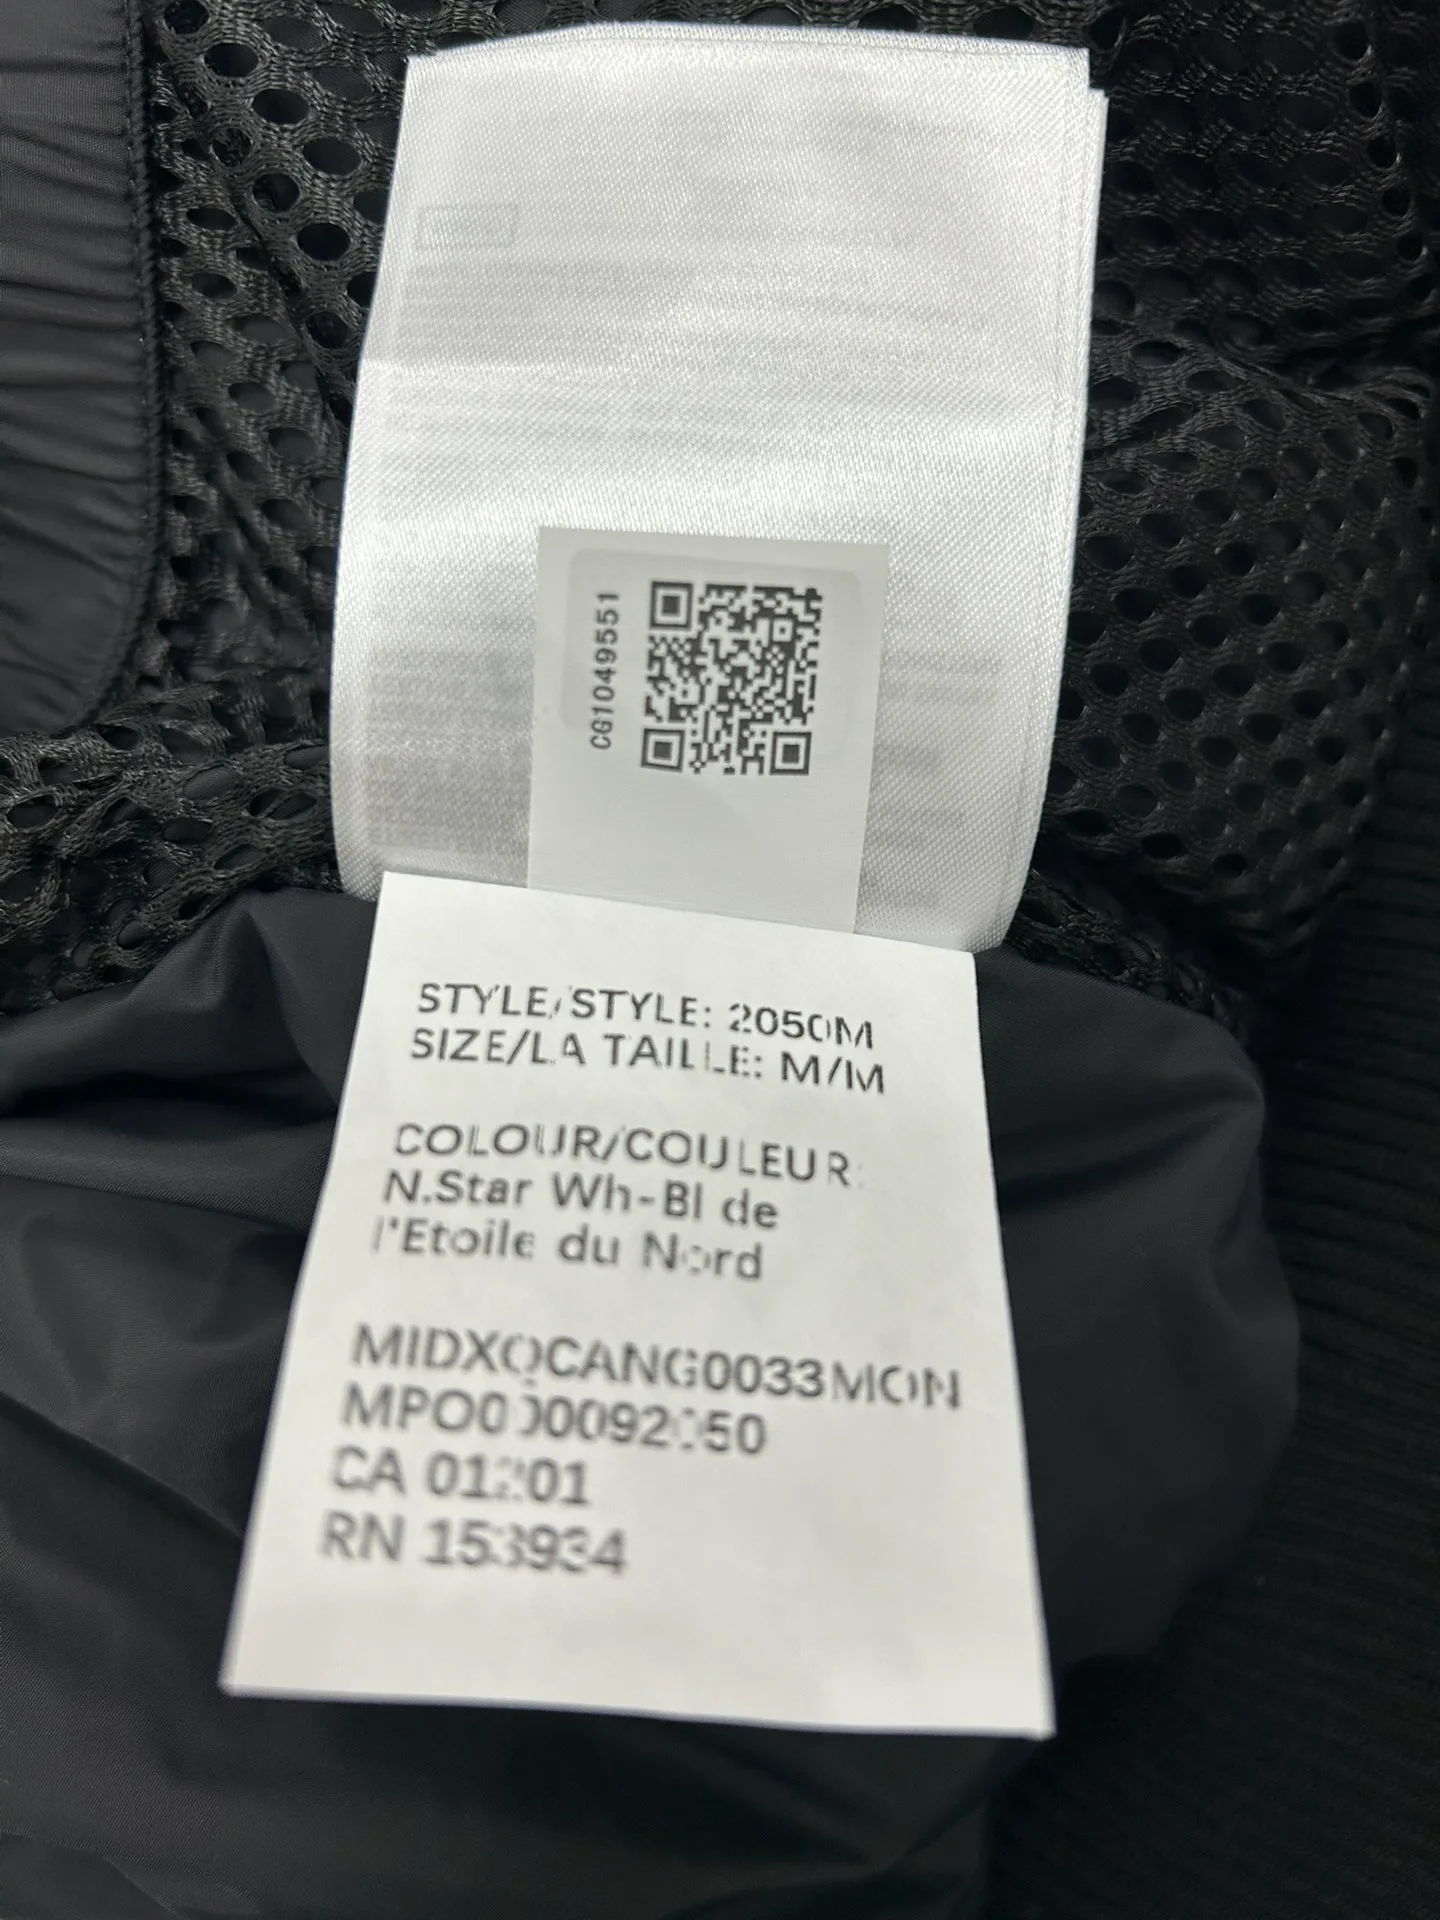 CG1049551
STYLE/STYLE: 2050M
SIZE/LA TAILLE: M/M
COLOUR/COULEUR:
N.Star Wh-Bl de
l'Etoile du Nord
MIDXQCANG0033MON
MPO0000092050
CA 01201
RN 153934